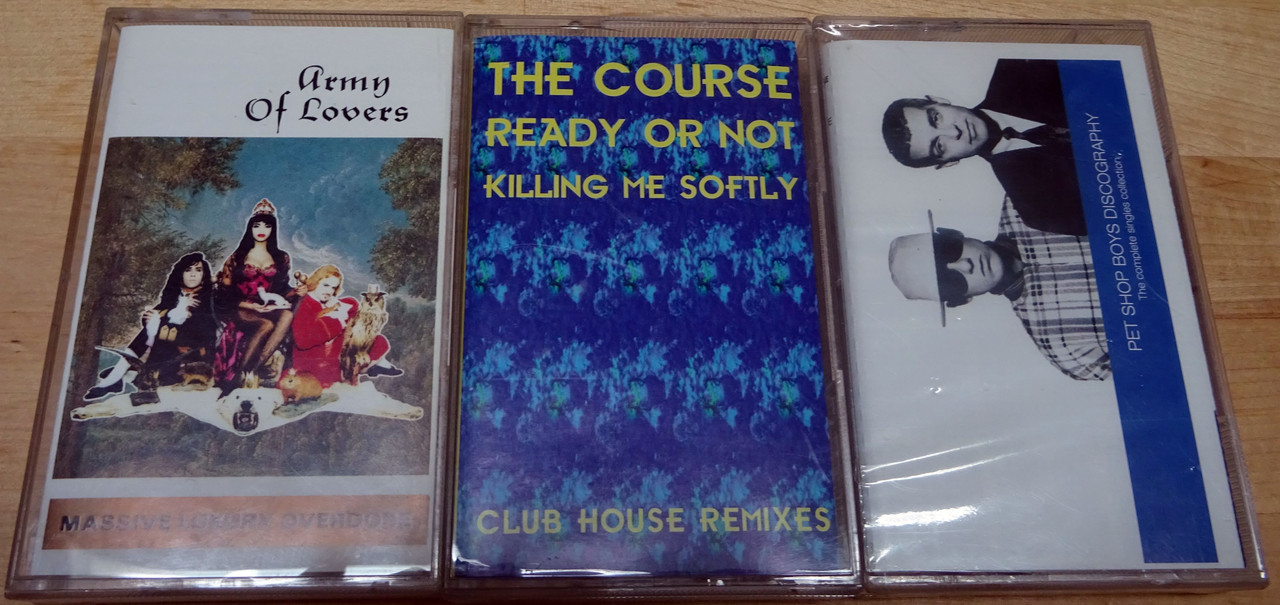 Army
Of Lovers
MASSIVE LUXURY OVERDOSE
THE COURSE
READY OR NOT
KILLING ME SOFTLY
CLUB HOUSE REMIXES
PET SHOP BOYS DISCOGRAPHY
The complete singles collection,